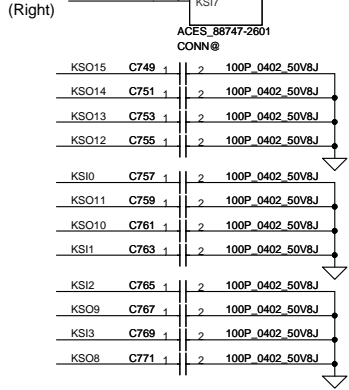 KSI7
(Right)
ACES_88747-2601
CONN@
KSO15 C749 1 2 100P_0402_50V8J
KSO14 C751 1 2 100P_0402_50V8J
KSO13 C753 1 2 100P_0402_50V8J
KSO12 C755 1 2 100P_0402_50V8J
KSI0 C757 1 2 100P_0402_50V8J
KSO11 C759 1 2 100P_0402_50V8J
KSO10 C761 1 2 100P_0402_50V8J
KSI1 C763 1 2 100P_0402_50V8J
KSI2 C765 1 2 100P_0402_50V8J
KSO9 C767 1 2 100P_0402_50V8J
KSI3 C769 1 2 100P_0402_50V8J
KSO8 C771 1 2 100P_0402_50V8J